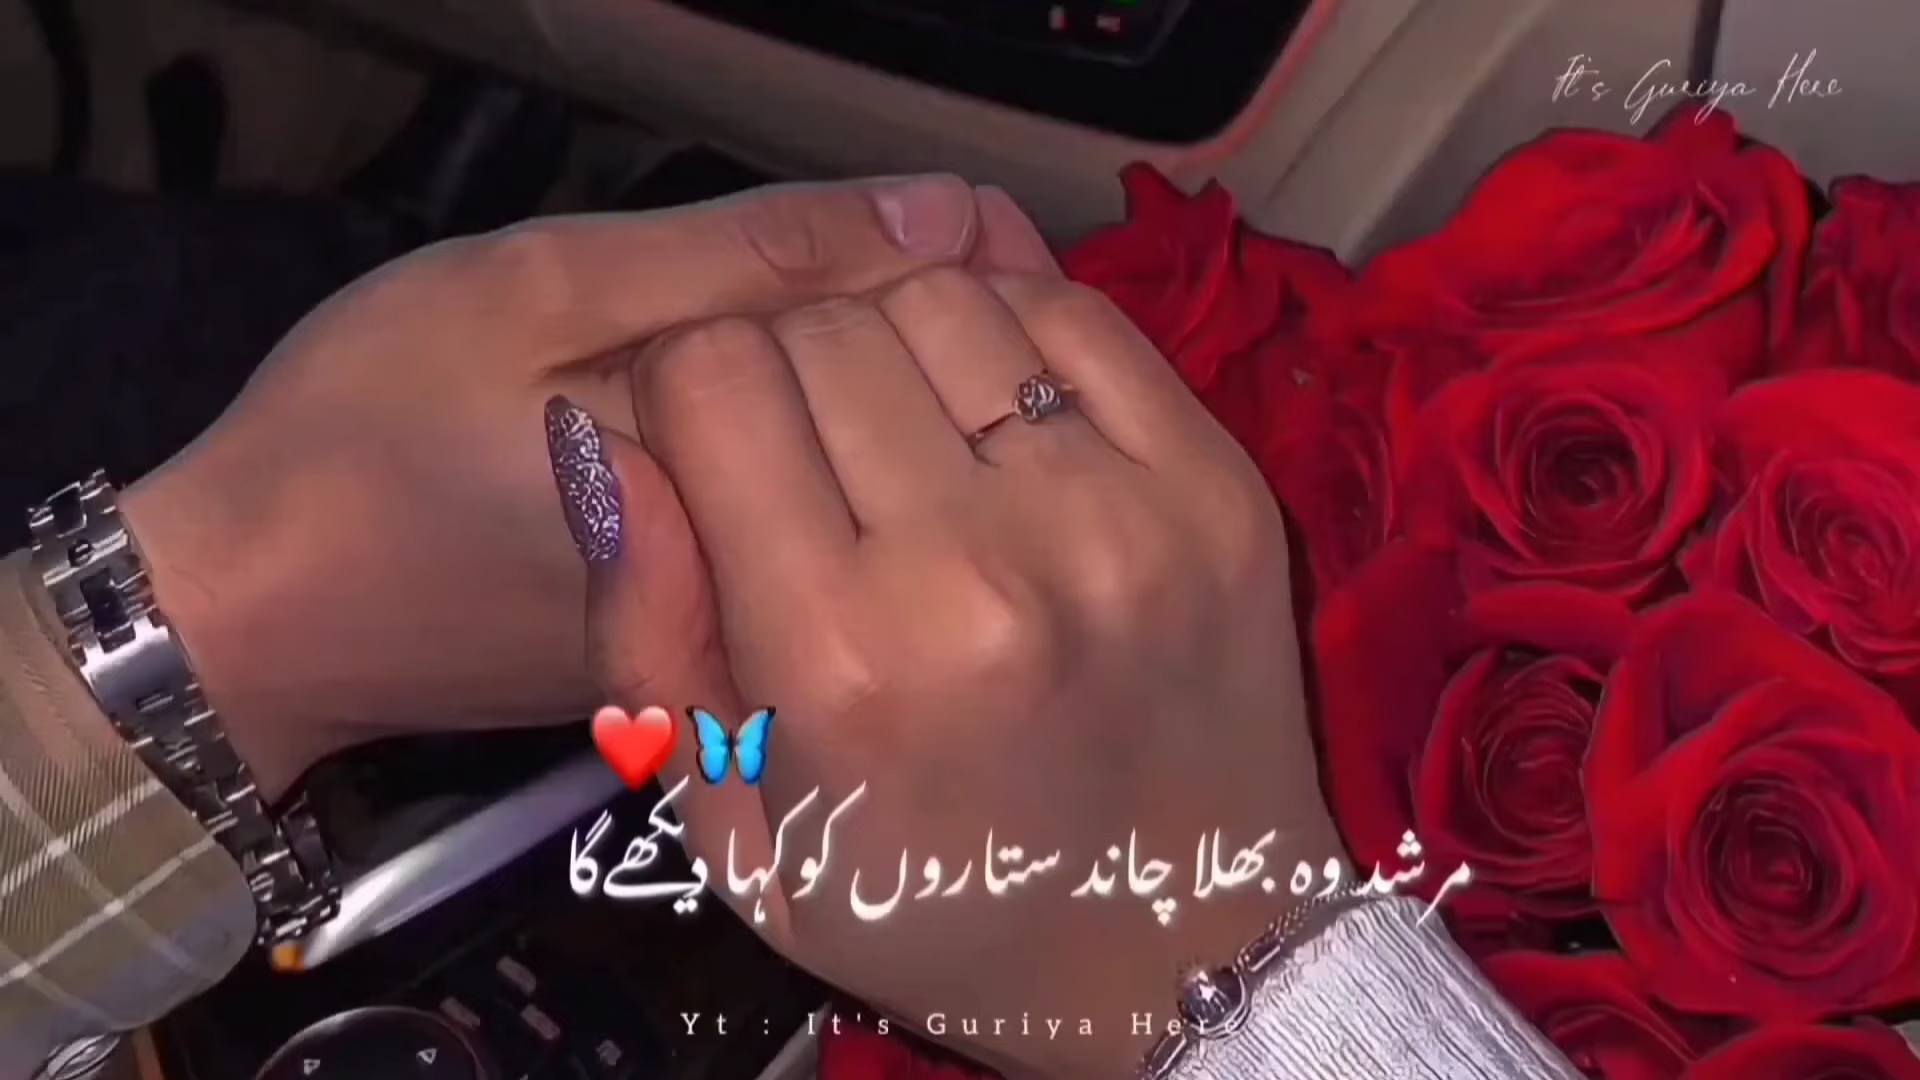 It's Guriya Here
❤️🦋
مرشد وہ بھلا چاند ستاروں کو کہا دیکھے گا
Yt : It's Guriya Here